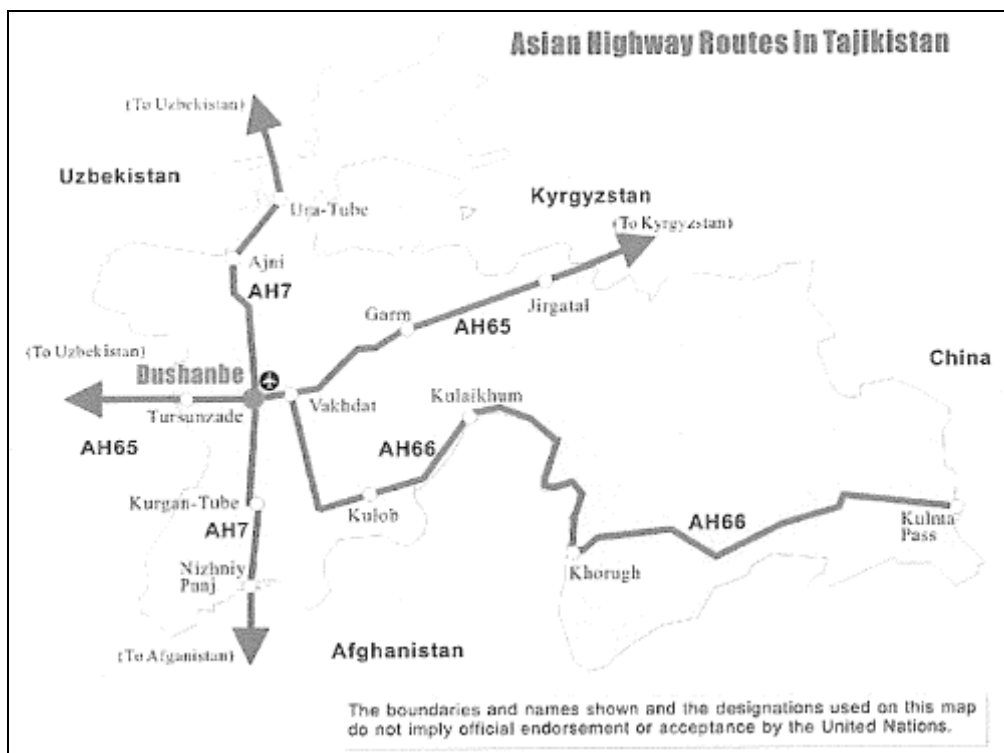 Asian Highway Routes in Tajikistan
(To Uzbekistan)
Uzbekistan
Ura-Tube
Kyrgyzstan
(To Kyrgyzstan)
Ajni
AH7
Garm
AH65
Jirgatal
(To Uzbekistan)
China
Dushanbe
Tursunzade
Vakhdat
Kulaikhum
AH65
AH66
Kurgan-Tube
Kulob
AH66
Kulma
Pass
AH7
Nizhniy
Panj
Khorugh
(To Afganistan)
Afghanistan
The boundaries and names shown and the designations used on this map
do not imply official endorsement or acceptance by the United Nations.